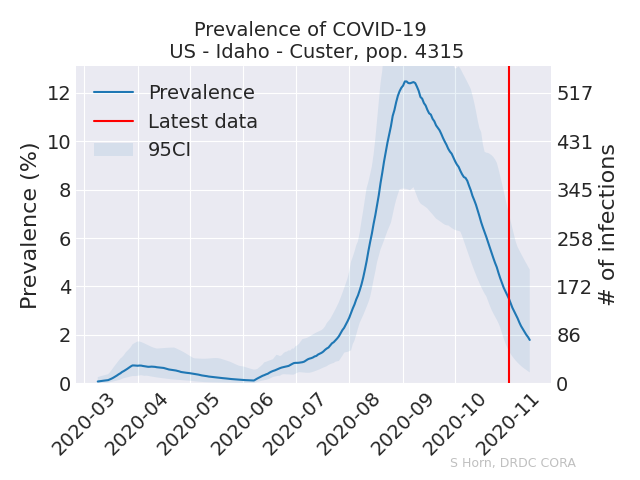 Prevalence of COVID-19
US - Idaho - Custer, pop. 4315
Prevalence
Latest data
95CI
Prevalence (%)
12
10
8
6
4
2
0
517
431
345
258
172
86
0
# of infections
2020-03
2020-04
2020-05
2020-06
2020-07
2020-08
2020-09
2020-10
2020-11
S Horn, DRDC CORA